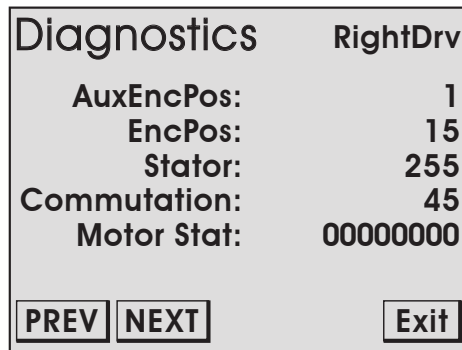 Diagnostics RightDrv
AuxEncPos: 1
EncPos: 15
Stator: 255
Commutation: 45
Motor Stat: 00000000
PREV NEXT Exit